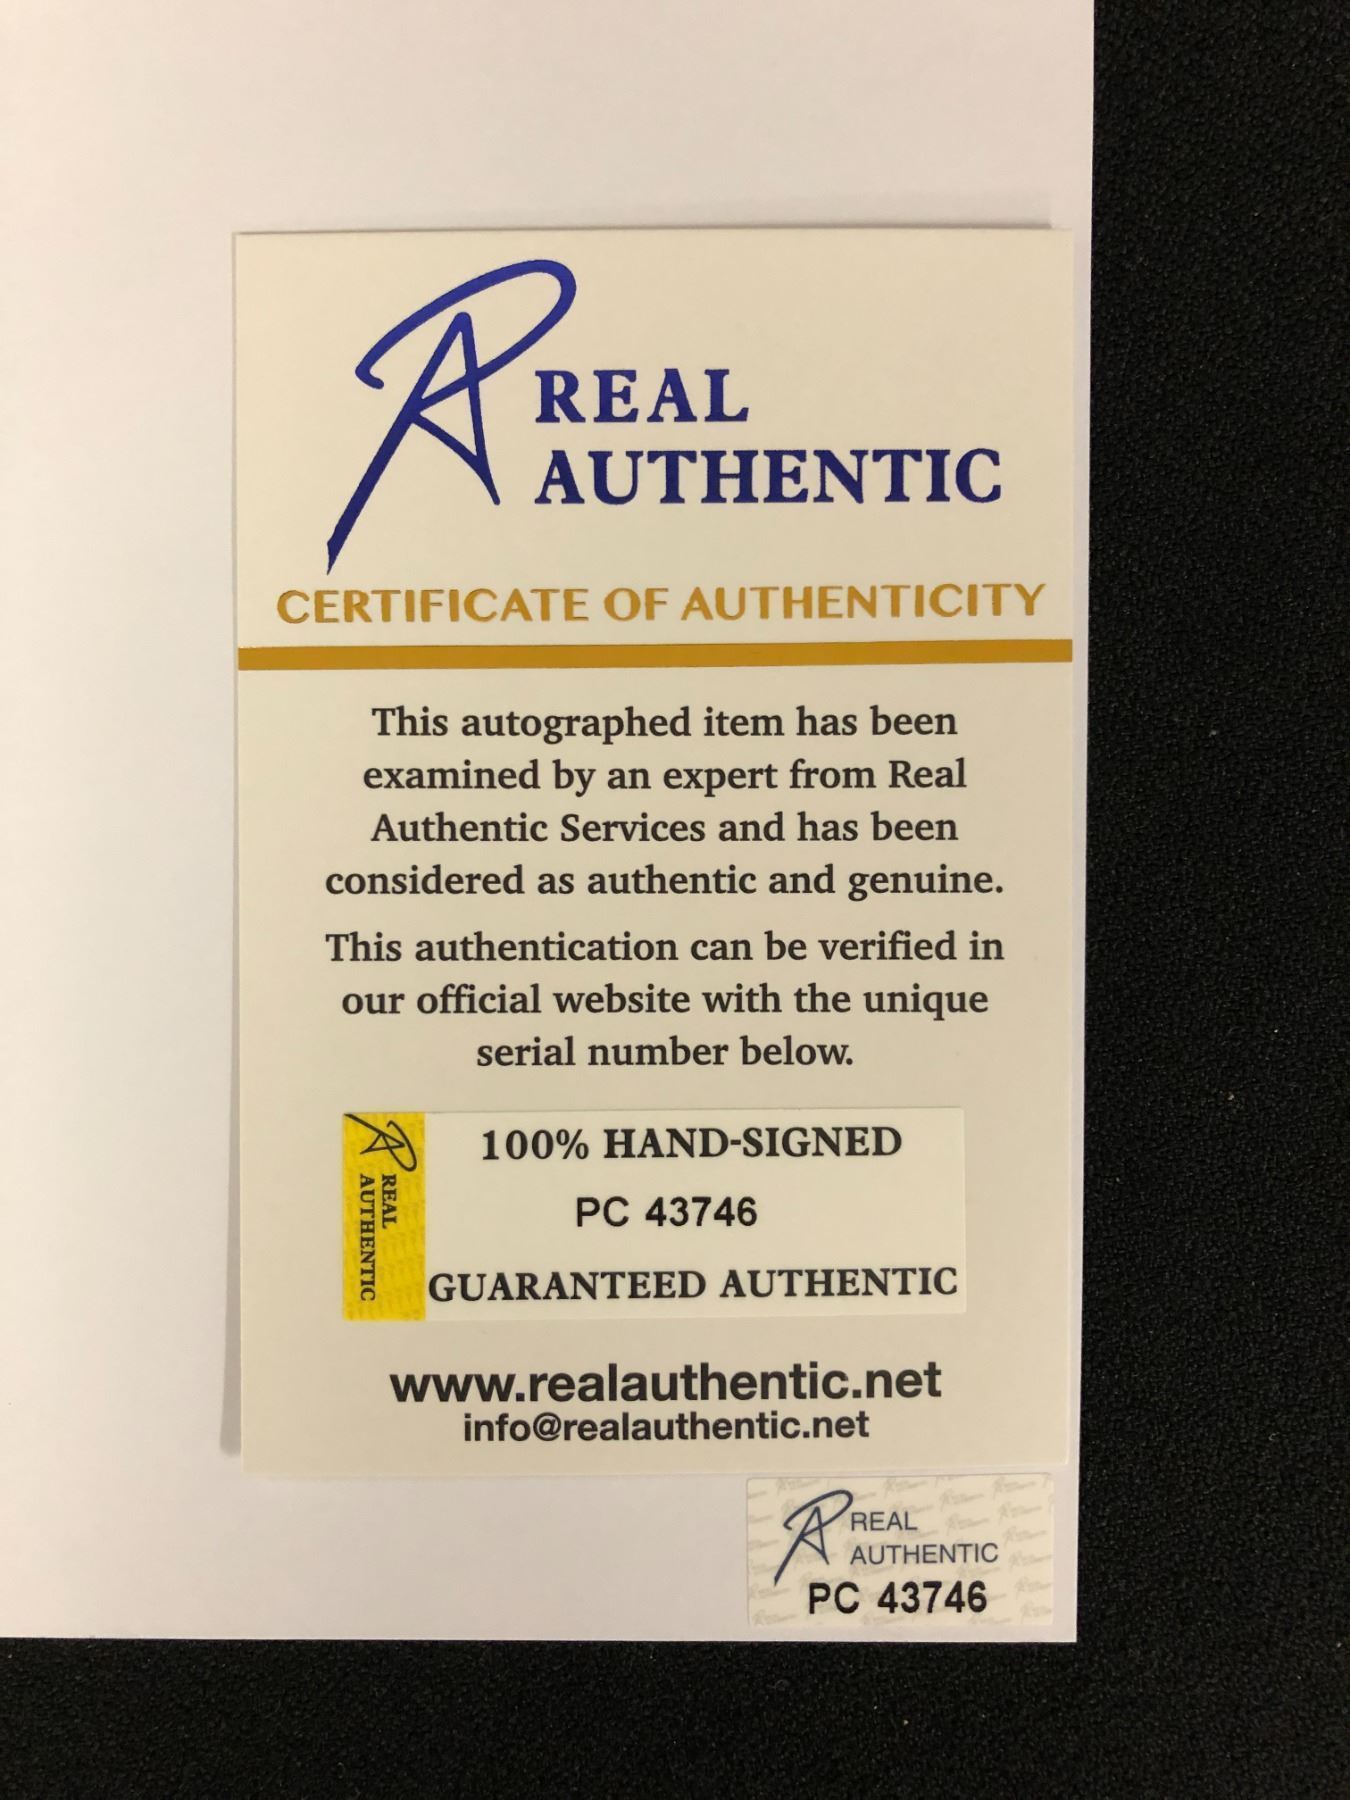 REAL
AUTHENTIC
CERTIFICATE OF AUTHENTICITY
This autographed item has been
examined by an expert from Real
Authentic Services and has been
considered as authentic and genuine.
This authentication can be verified in
our official website with the unique
serial number below.
REAL
AUTHENTIC
100% HAND-SIGNED
PC 43746
GUARANTEED AUTHENTIC
www.realauthentic.net
info@realauthentic.net
REAL
AUTHENTIC
PC 43746